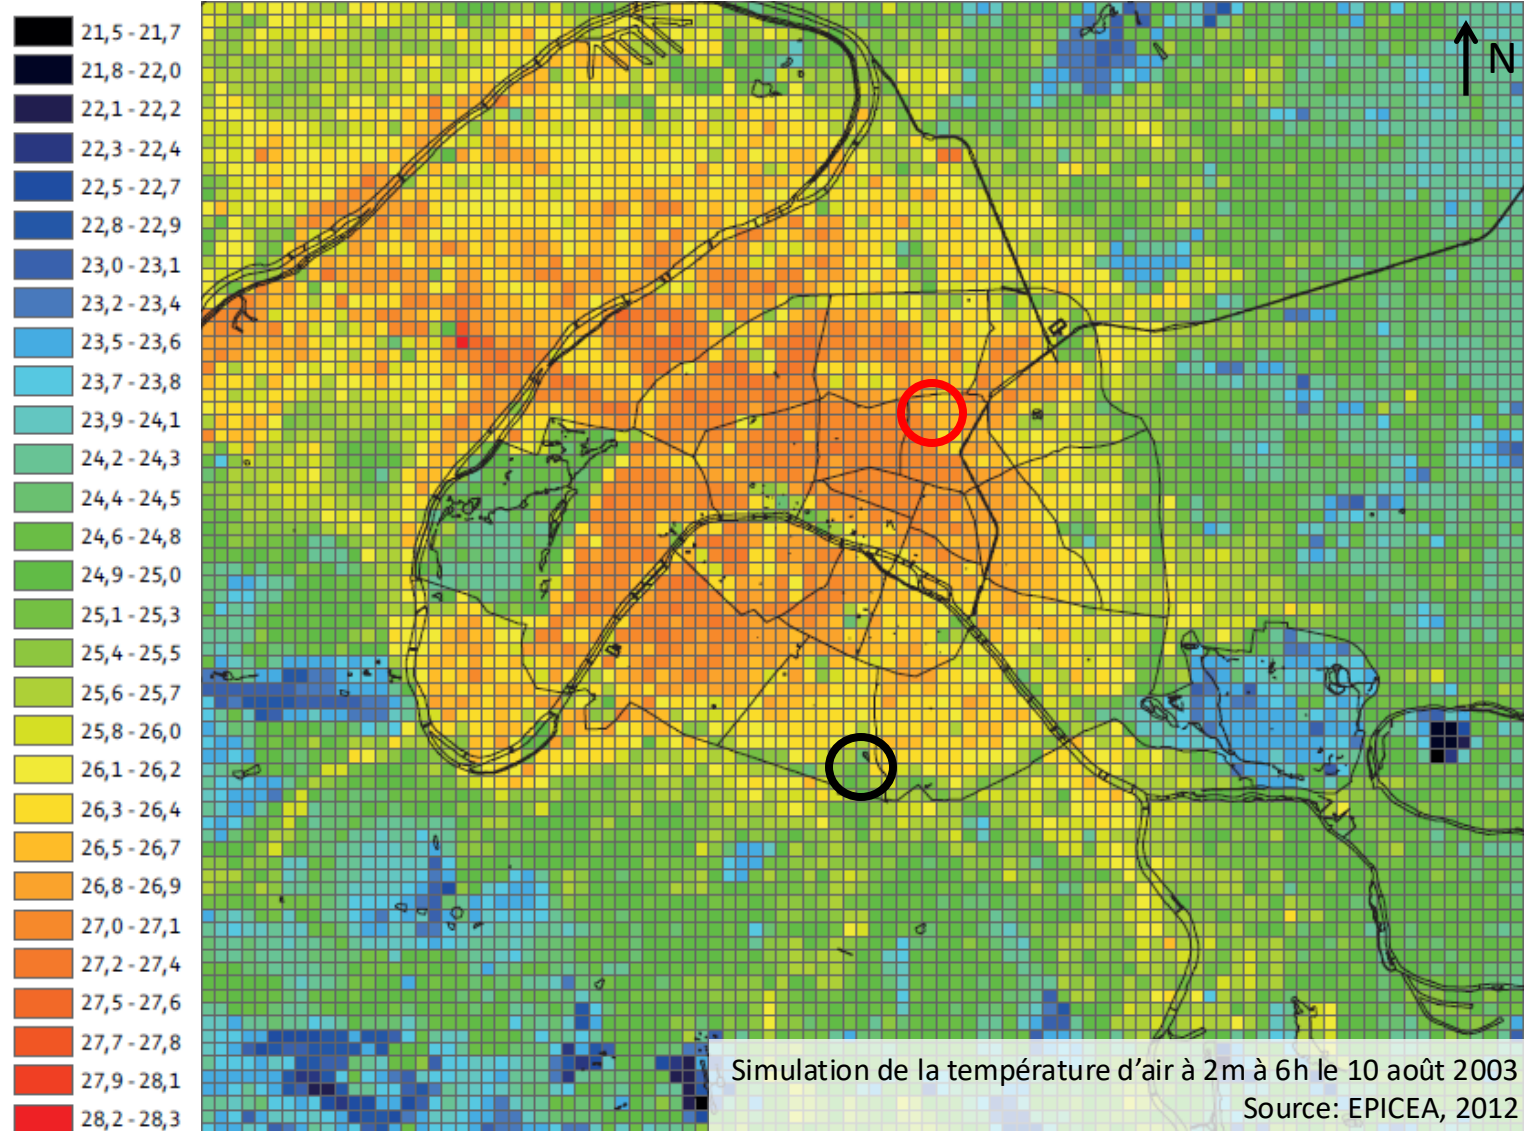 21,5 - 21,7
21,8 - 22,0
22,1 - 22,2
22,3 - 22,4
22,5 - 22,7
22,8 - 22,9
23,0 - 23,1
23,2 - 23,4
23,5 - 23,6
23,7 - 23,8
23,9 - 24,1
24,2 - 24,3
24,4 - 24,5
24,6 - 24,8
24,9 - 25,0
25,1 - 25,3
25,4 - 25,5
25,6 - 25,7
25,8 - 26,0
26,1 - 26,2
26,3 - 26,4
26,5 - 26,7
26,8 - 26,9
27,0 - 27,1
27,2 - 27,4
27,5 - 27,6
27,7 - 27,8
27,9 - 28,1
28,2 - 28,3
N
Simulation de la température d’air à 2m à 6h le 10 août 2003
Source: EPICEA, 2012